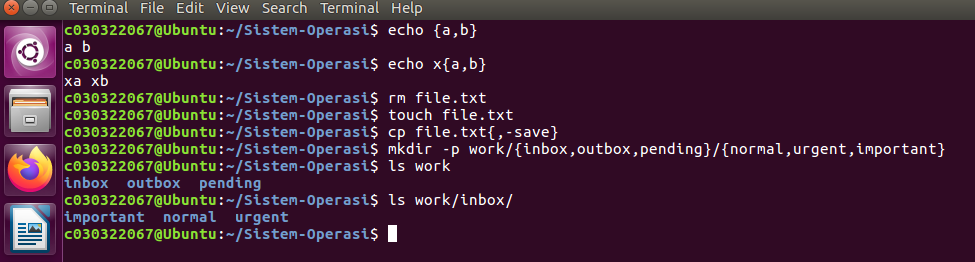 Terminal File Edit View Search Terminal Help
c030322067@Ubuntu:~/Sistem-Operasi$ echo {a,b}
a b
c030322067@Ubuntu:~/Sistem-Operasi$ echo x{a,b}
xa xb
c030322067@Ubuntu:~/Sistem-Operasi$ rm file.txt
c030322067@Ubuntu:~/Sistem-Operasi$ touch file.txt
c030322067@Ubuntu:~/Sistem-Operasi$ cp file.txt{,-save}
c030322067@Ubuntu:~/Sistem-Operasi$ mkdir -p work/{inbox,outbox,pending}/{normal,urgent,important}
c030322067@Ubuntu:~/Sistem-Operasi$ ls work
inbox outbox pending
c030322067@Ubuntu:~/Sistem-Operasi$ ls work/inbox/
important normal urgent
c030322067@Ubuntu:~/Sistem-Operasi$